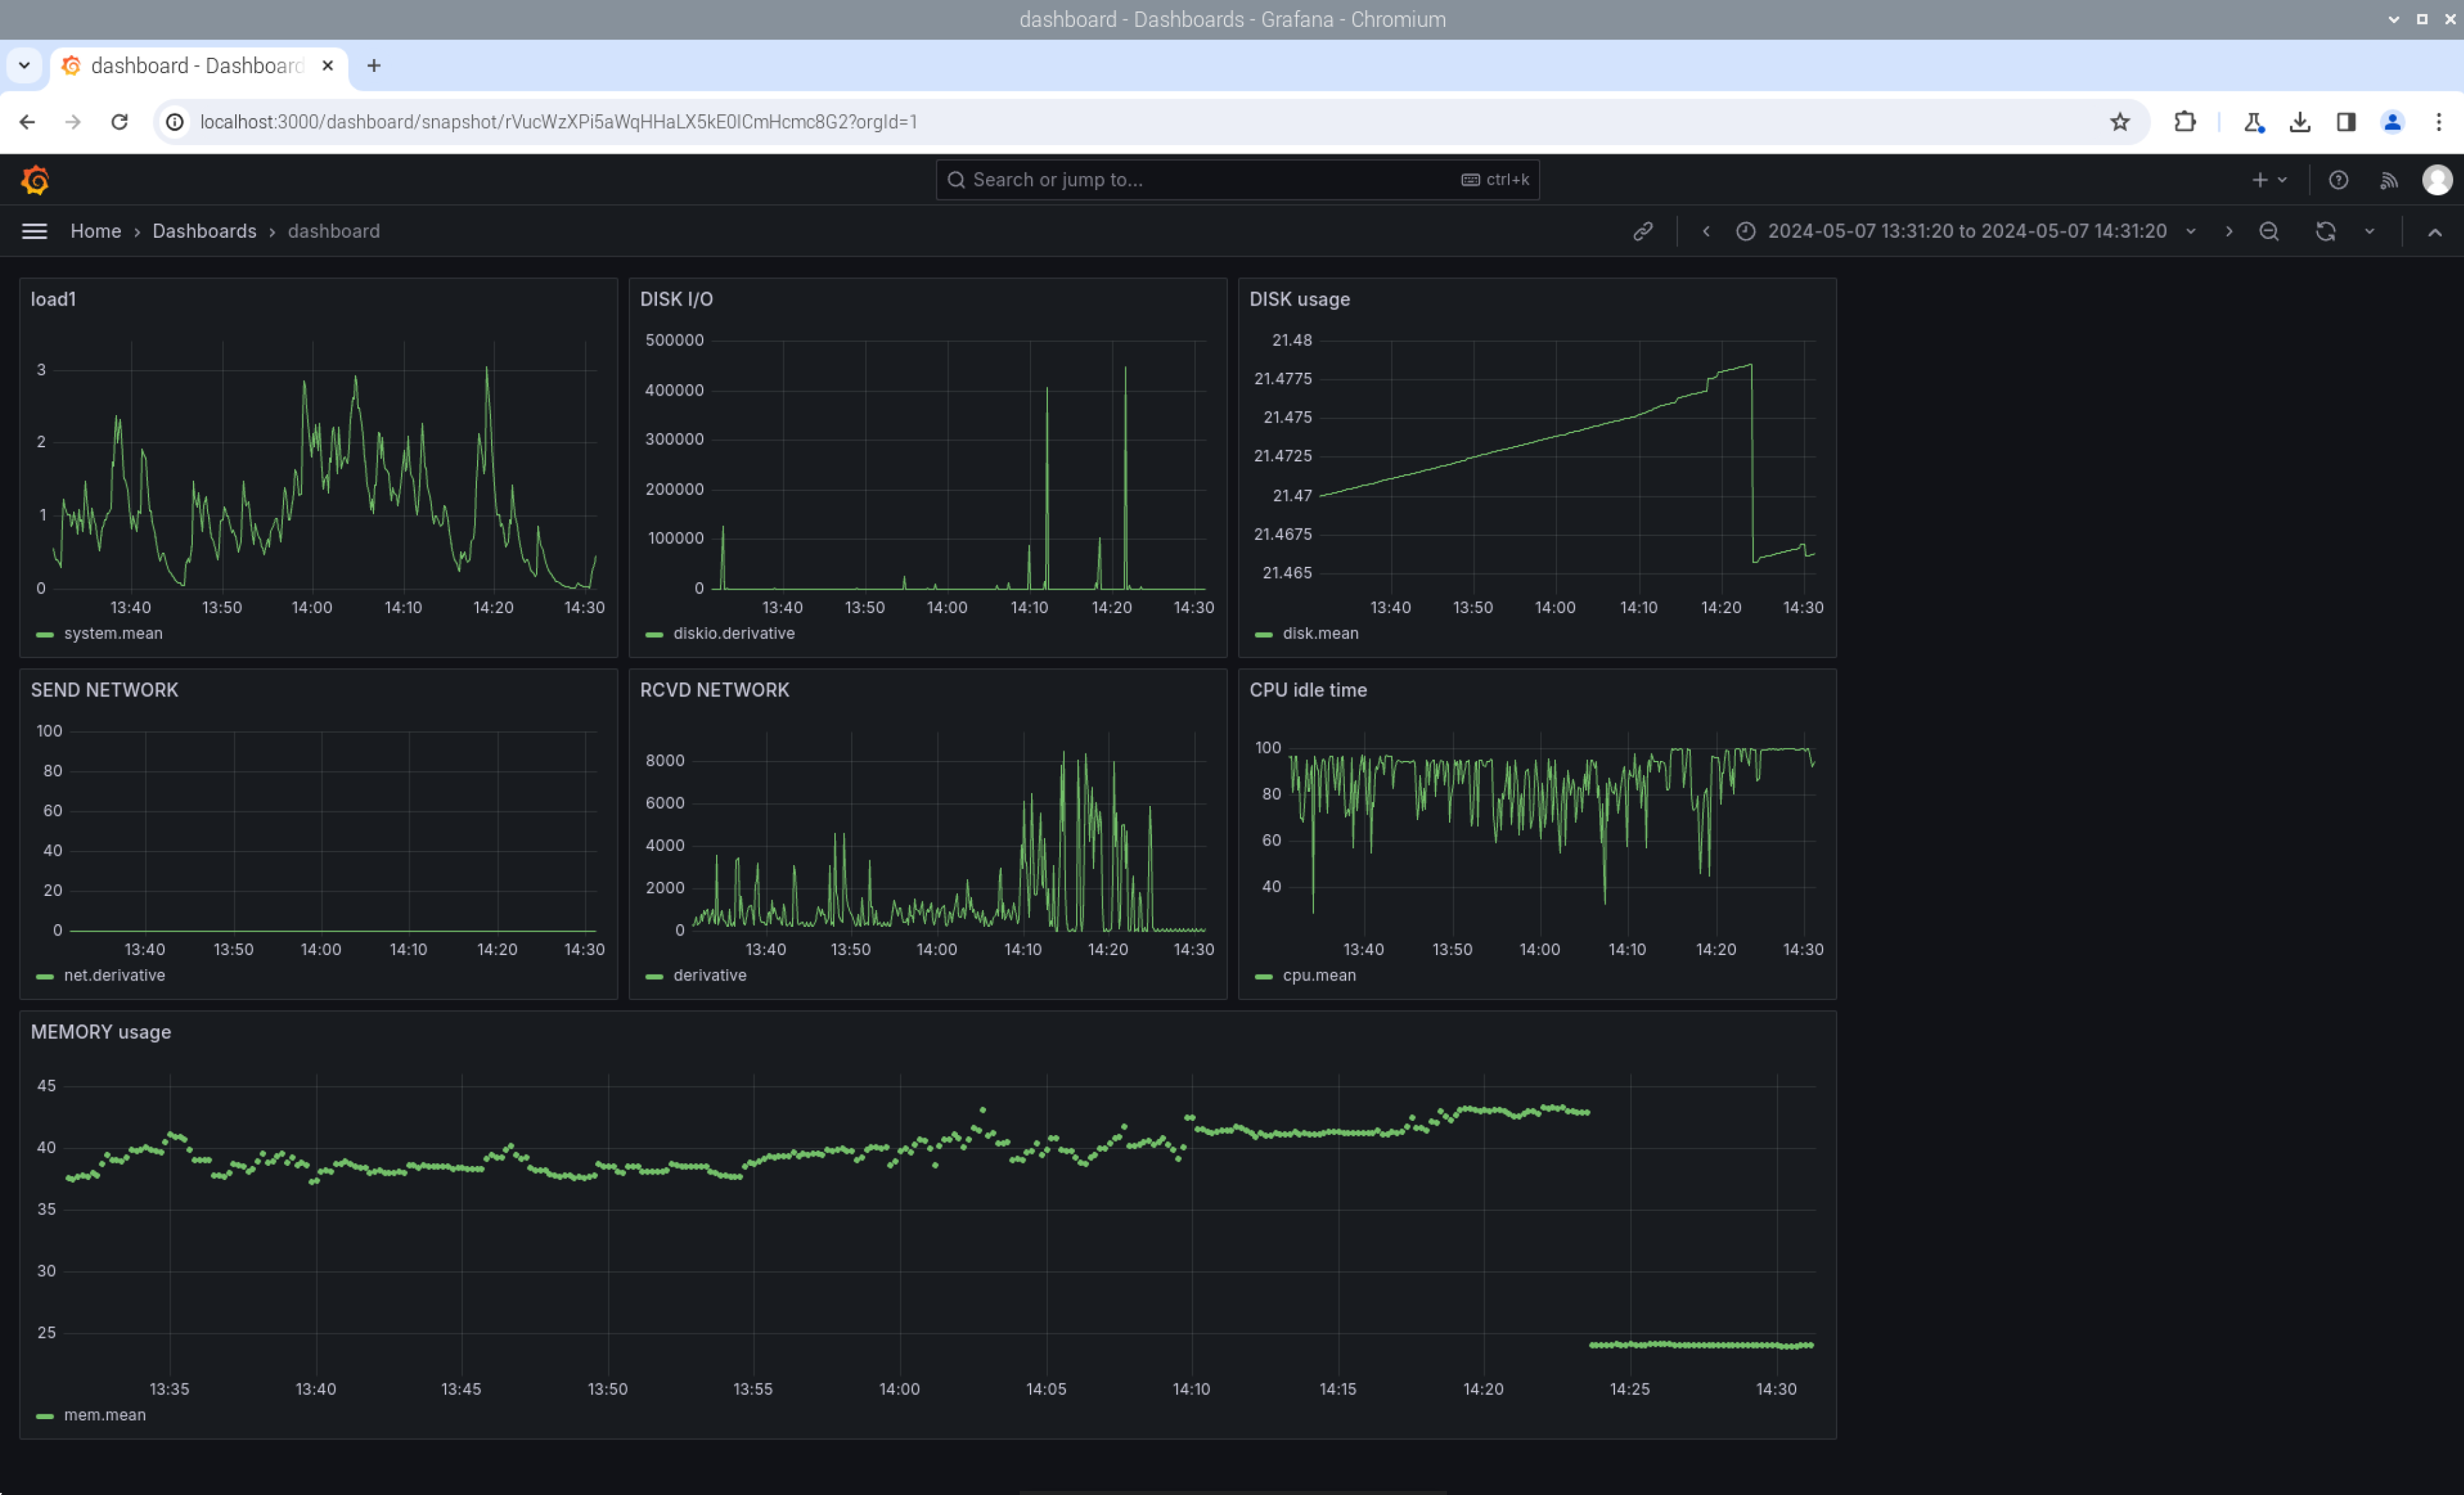 dashboard - Dashboards - Grafana - Chromium
dashboard - Dashboard
localhost:3000/dashboard/snapshot/rVucWzXPi5aWqHHaLX5kE0ICmHcmc8G2?orgId=1
Search or jump to... ctrl+k
Home › Dashboards › dashboard
2024-05-07 13:31:20 to 2024-05-07 14:31:20
load1
3
2
1
0
13:40 13:50 14:00 14:10 14:20 14:30
system.mean
DISK I/O
500000
400000
300000
200000
100000
0
13:40 13:50 14:00 14:10 14:20 14:30
diskio.derivative
DISK usage
21.48
21.4775
21.475
21.4725
21.47
21.4675
21.465
13:40 13:50 14:00 14:10 14:20 14:30
disk.mean
SEND NETWORK
100
80
60
40
20
0
13:40 13:50 14:00 14:10 14:20 14:30
net.derivative
RCVD NETWORK
8000
6000
4000
2000
0
13:40 13:50 14:00 14:10 14:20 14:30
derivative
CPU idle time
100
80
60
40
13:40 13:50 14:00 14:10 14:20 14:30
cpu.mean
MEMORY usage
45
40
35
30
25
13:35 13:40 13:45 13:50 13:55 14:00 14:05 14:10 14:15 14:20 14:25 14:30
mem.mean